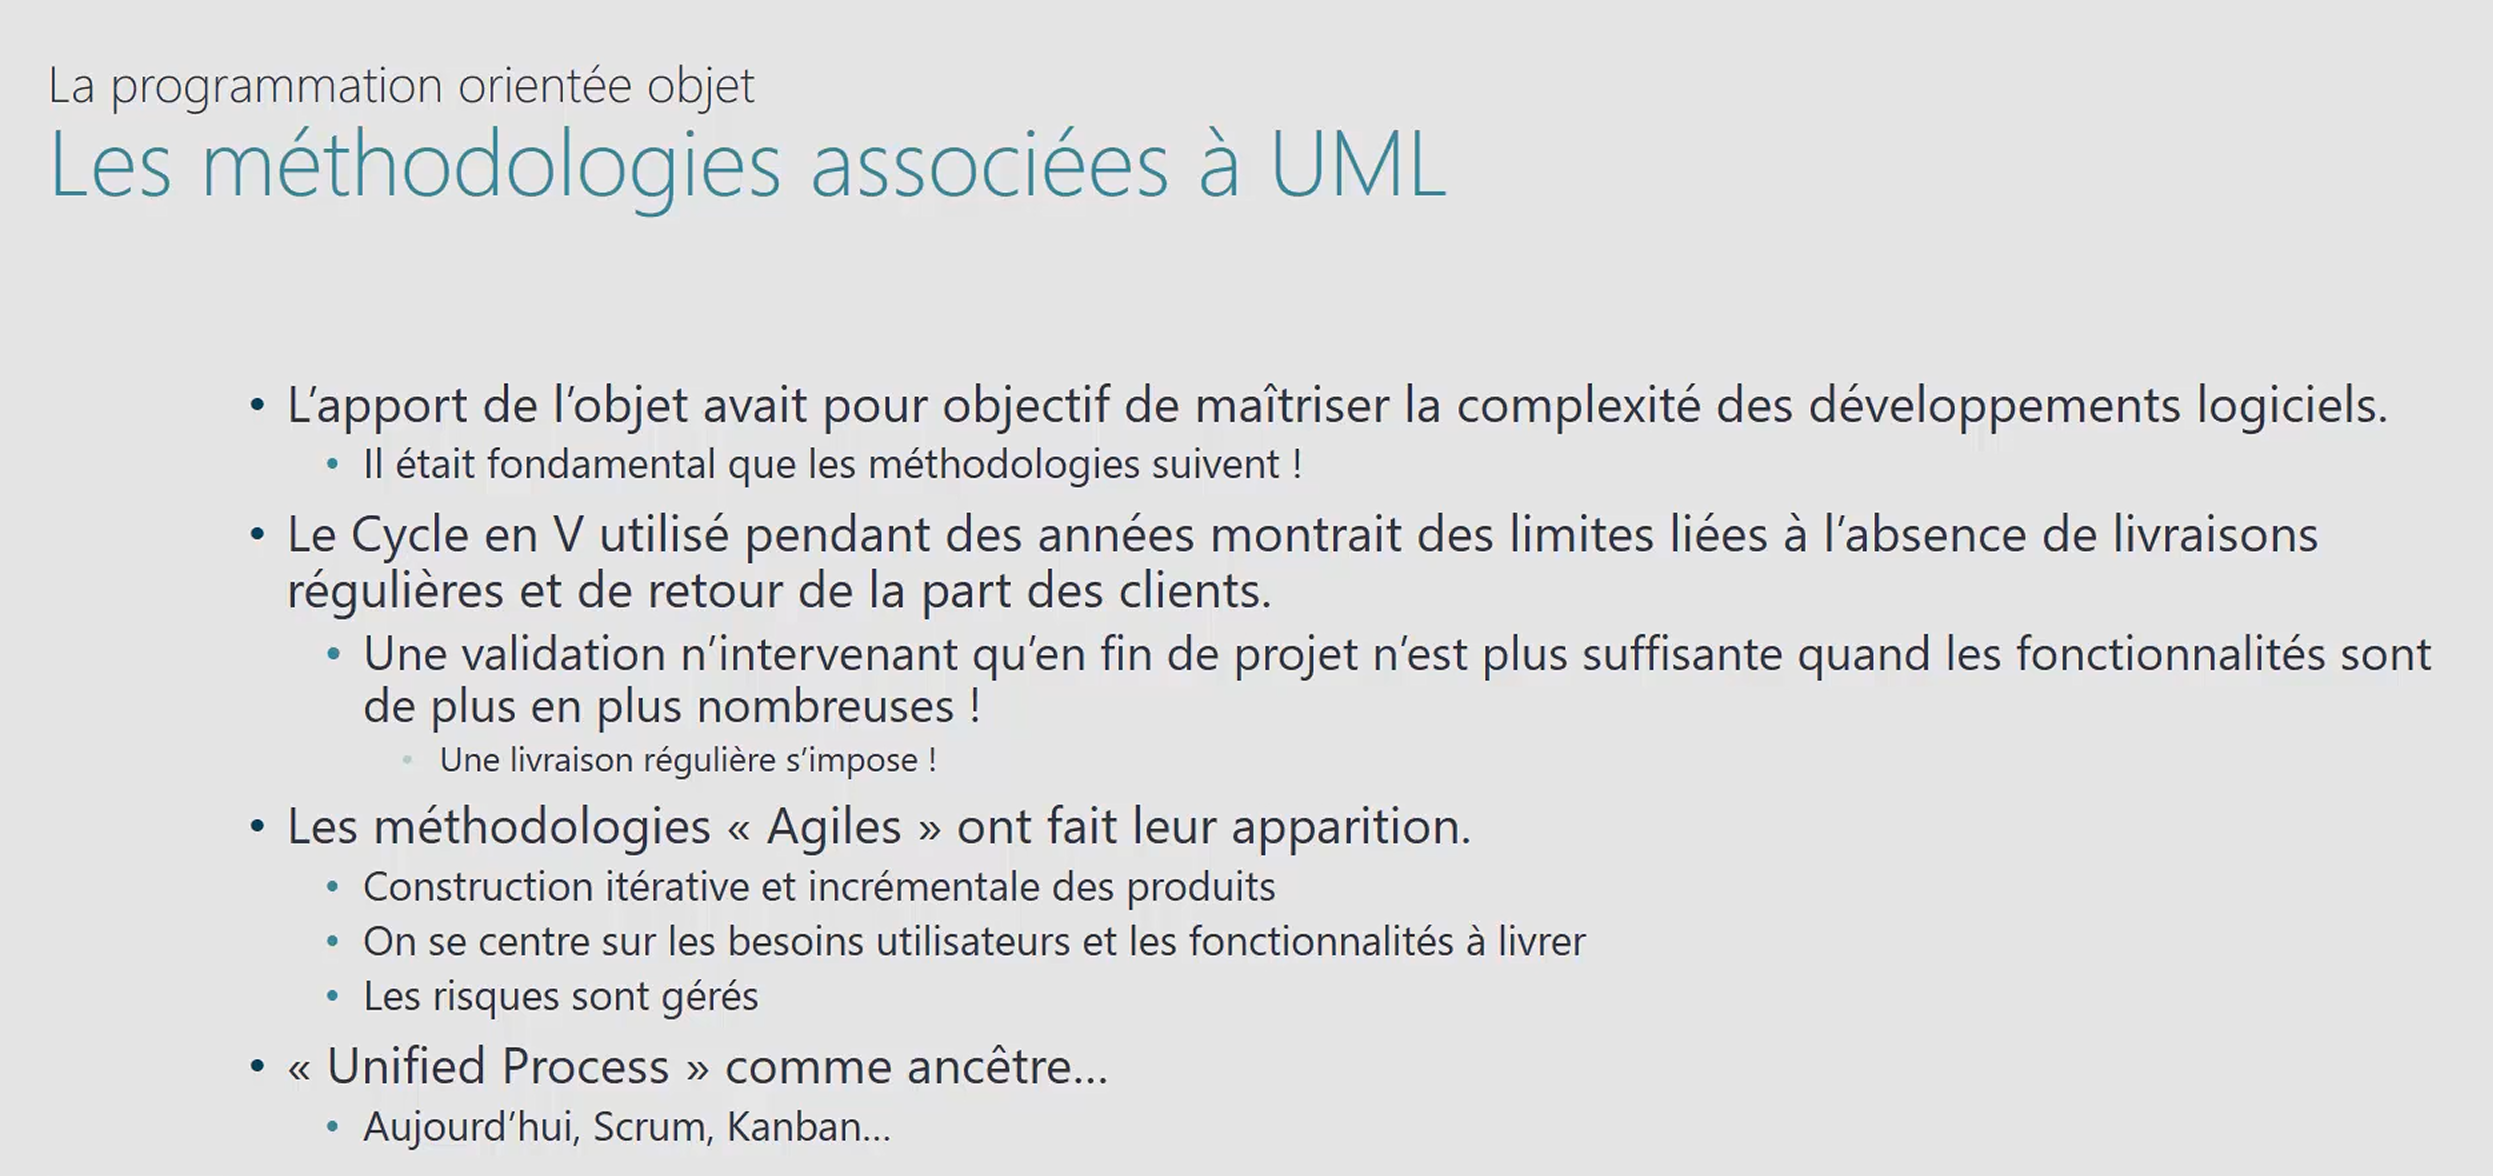 La programmation orientée objet
Les méthodologies associées à UML
• L’apport de l’objet avait pour objectif de maîtriser la complexité des développements logiciels.
• Il était fondamental que les méthodologies suivent !
• Le Cycle en V utilisé pendant des années montrait des limites liées à l’absence de livraisons
régulières et de retour de la part des clients.
• Une validation n’intervenant qu’en fin de projet n’est plus suffisante quand les fonctionnalités sont
de plus en plus nombreuses !
• Une livraison régulière s’impose !
• Les méthodologies « Agiles » ont fait leur apparition.
• Construction itérative et incrémentale des produits
• On se centre sur les besoins utilisateurs et les fonctionnalités à livrer
• Les risques sont gérés
• « Unified Process » comme ancêtre…
• Aujourd’hui, Scrum, Kanban…